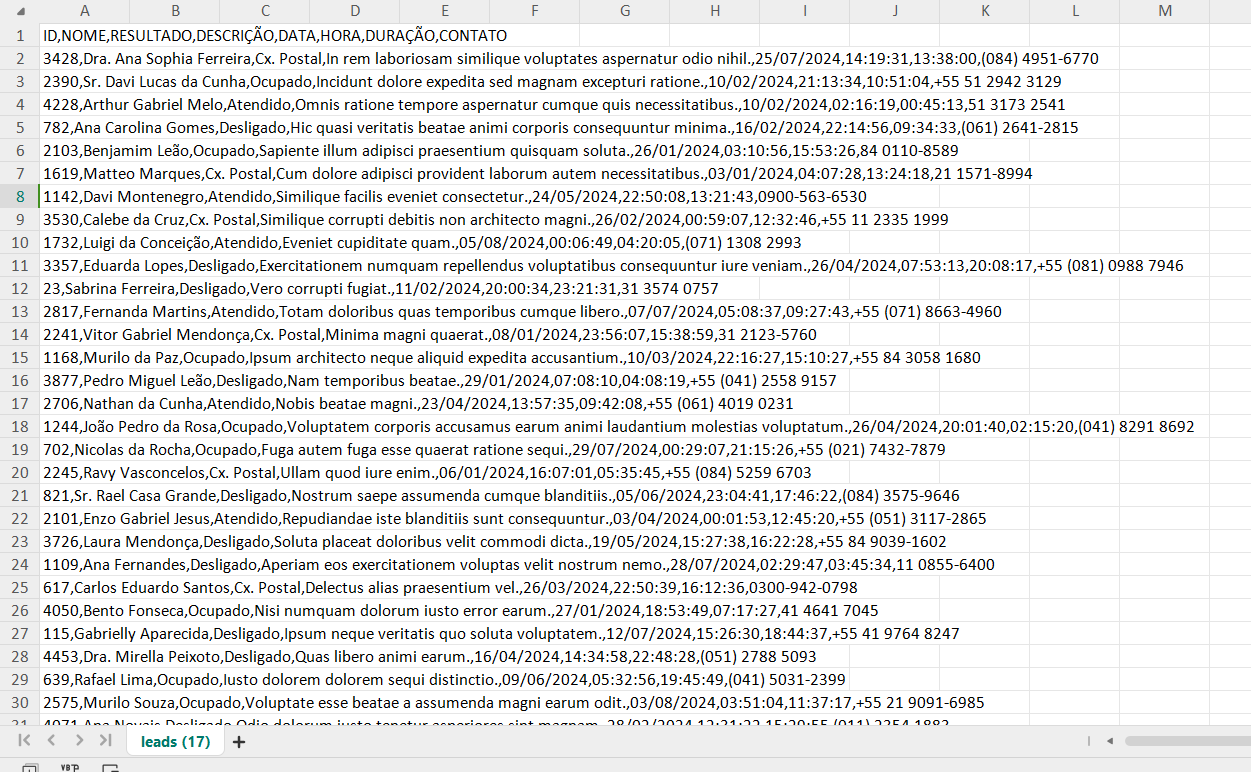 A B C D E F G H I J K L M
1 ID,NOME,RESULTADO,DESCRIÇÃO,DATA,HORA,DURAÇÃO,CONTATO
2 3428,Dra. Ana Sophia Ferreira,Cx. Postal,In rem laboriosam similique voluptates aspernatur odio nihil.,25/07/2024,14:19:31,13:38:00,(084) 4951-6770
3 2390,Sr. Davi Lucas da Cunha,Ocupado,Incidunt dolore expedita sed magnam excepturi ratione.,10/02/2024,21:13:34,10:51:04,+55 51 2942 3129
4 4228,Arthur Gabriel Melo,Atendido,Omnis ratione tempore aspernatur cumque quis necessitatibus.,10/02/2024,02:16:19,00:45:13,51 3173 2541
5 782,Ana Carolina Gomes,Desligado,Hic quasi veritatis beatae animi corporis consequuntur minima.,16/02/2024,22:14:56,09:34:33,(061) 2641-2815
6 2103,Benjamim Leão,Ocupado,Sapiente illum adipisci praesentium quisquam soluta.,26/01/2024,03:10:56,15:53:26,84 0110-8589
7 1619,Matteo Marques,Cx. Postal,Cum dolore adipisci provident laborum autem necessitatibus.,03/01/2024,04:07:28,13:24:18,21 1571-8994
8 1142,Davi Montenegro,Atendido,Similique facilis eveniet consectetur.,24/05/2024,22:50:08,13:21:43,0900-563-6530
9 3530,Calebe da Cruz,Cx. Postal,Similique corrupti debitis non architecto magni.,26/02/2024,00:59:07,12:32:46,+55 11 2335 1999
10 1732,Luigi da Conceição,Atendido,Eveniet cupiditate quam.,05/08/2024,00:06:49,04:20:05,(071) 1308 2993
11 3357,Eduarda Lopes,Desligado,Exercitationem numquam repellendus voluptatibus consequuntur iure veniam.,26/04/2024,07:53:13,20:08:17,+55 (081) 0988 7946
12 23,Sabrina Ferreira,Desligado,Vero corrupti fugiat.,11/02/2024,20:00:34,23:21:31,31 3574 0757
13 2817,Fernanda Martins,Atendido,Totam doloribus quas temporibus cumque libero.,07/07/2024,05:08:37,09:27:43,+55 (071) 8663-4960
14 2241,Vitor Gabriel Mendonça,Cx. Postal,Minima magni quaerat.,08/01/2024,23:56:07,15:38:59,31 2123-5760
15 1168,Murilo da Paz,Ocupado,Ipsum architecto neque aliquid expedita accusantium.,10/03/2024,22:16:27,15:10:27,+55 84 3058 1680
16 3877,Pedro Miguel Leão,Desligado,Nam temporibus beatae.,29/01/2024,07:08:10,04:08:19,+55 (041) 2558 9157
17 2706,Nathan da Cunha,Atendido,Nobis beatae magni.,23/04/2024,13:57:35,09:42:08,+55 (061) 4019 0231
18 1244,João Pedro da Rosa,Ocupado,Voluptatem corporis accusamus earum animi laudantium molestias voluptatum.,26/04/2024,20:01:40,02:15:20,(041) 8291 8692
19 702,Nicolas da Rocha,Ocupado,Fuga autem fuga esse quaerat ratione sequi.,29/07/2024,00:29:07,21:15:26,+55 (021) 7432-7879
20 2245,Ravy Vasconcelos,Cx. Postal,Ullam quod iure enim.,06/01/2024,16:07:01,05:35:45,+55 (084) 5259 6703
21 821,Sr. Rael Casa Grande,Desligado,Nostrum saepe assumenda cumque blanditiis.,05/06/2024,23:04:41,17:46:22,(084) 3575-9646
22 2101,Enzo Gabriel Jesus,Atendido,Repudiandae iste blanditiis sunt consequuntur.,03/04/2024,00:01:53,12:45:20,+55 (051) 3117-2865
23 3726,Laura Mendonça,Desligado,Soluta placeat doloribus velit commodi dicta.,19/05/2024,15:27:38,16:22:28,+55 84 9039-1602
24 1109,Ana Fernandes,Desligado,Aperiam eos exercitationem voluptas velit nostrum nemo.,28/07/2024,02:29:47,03:45:34,11 0855-6400
25 617,Carlos Eduardo Santos,Cx. Postal,Delectus alias praesentium vel.,26/03/2024,22:50:39,16:12:36,0300-942-0798
26 4050,Bento Fonseca,Ocupado,Nisi numquam dolorum iusto error earum.,27/01/2024,18:53:49,07:17:27,41 4641 7045
27 115,Gabrielly Aparecida,Desligado,Ipsum neque veritatis quo soluta voluptatem.,12/07/2024,15:26:30,18:44:37,+55 41 9764 8247
28 4453,Dra. Mirella Peixoto,Desligado,Quas libero animi earum.,16/04/2024,14:34:58,22:48:28,(051) 2788 5093
29 639,Rafael Lima,Ocupado,Iusto dolorem dolorem sequi distinctio.,09/06/2024,05:32:56,19:45:49,(041) 5031-2399
30 2575,Murilo Souza,Ocupado,Voluptate esse beatae a assumenda magni earum odit.,03/08/2024,03:51:04,11:37:17,+55 21 9091-6985
leads (17)